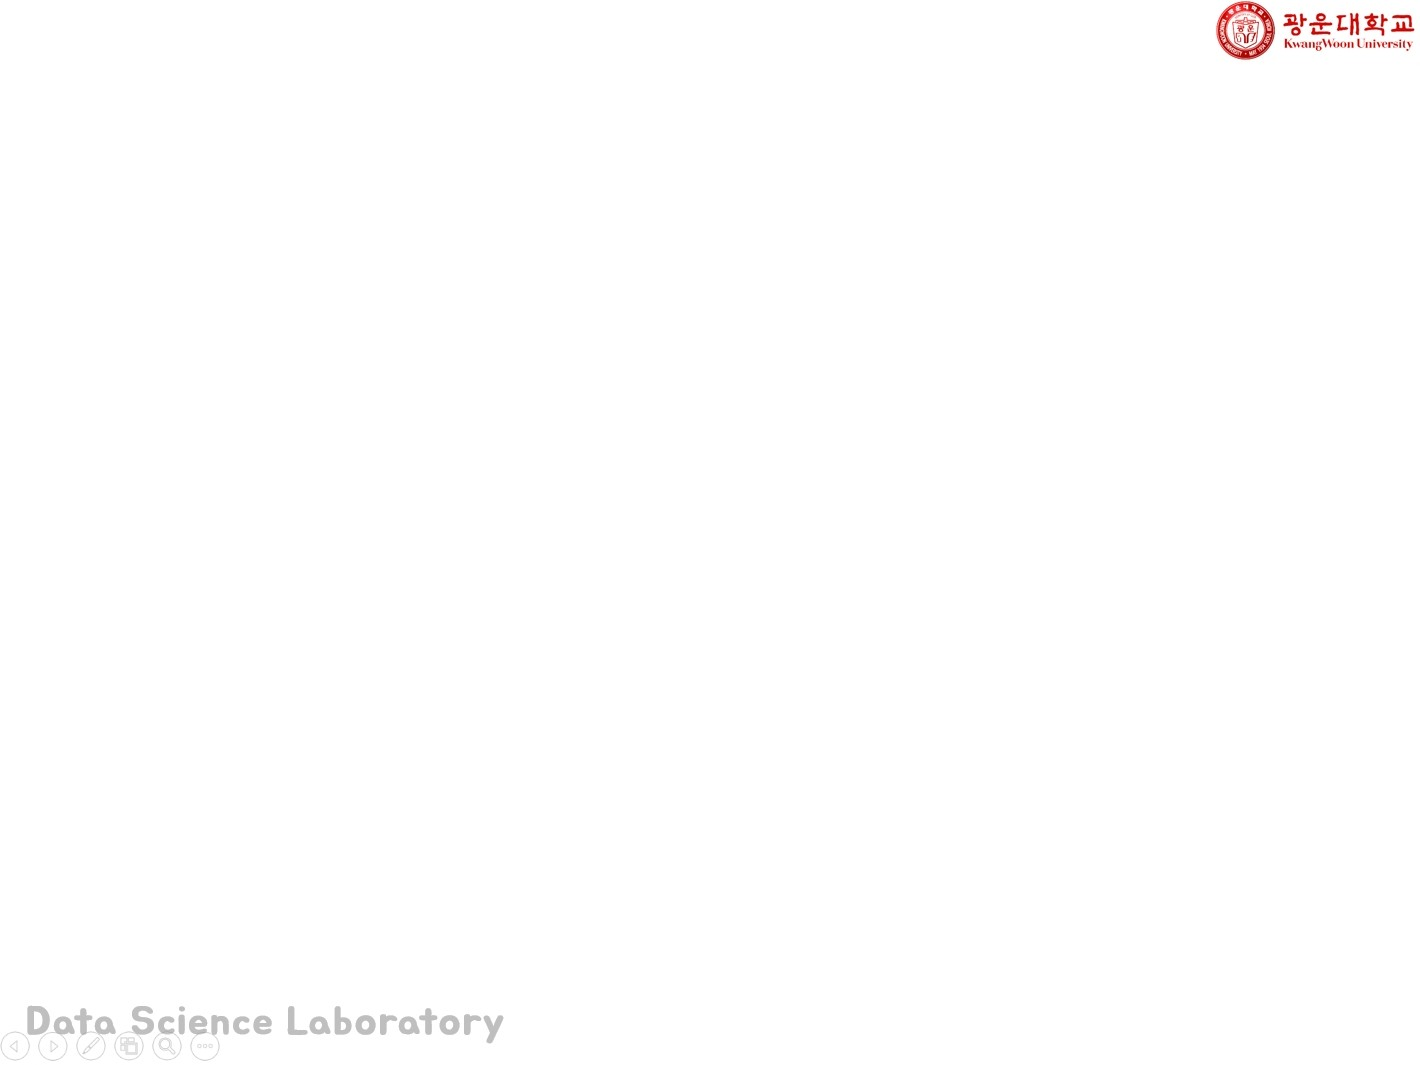 광운대학교
KwangWoon University
Data Science Laboratory